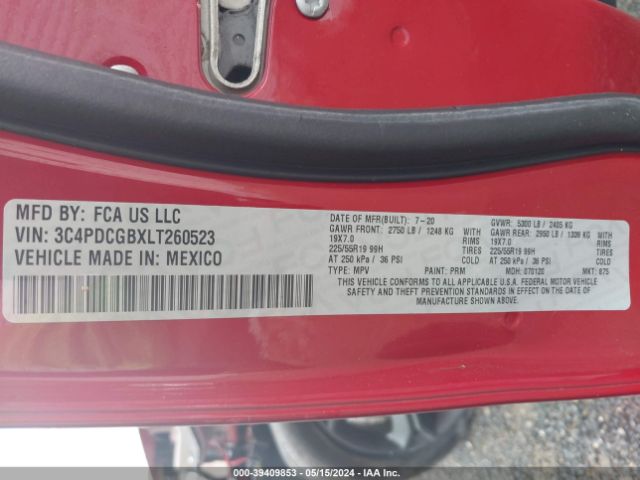 MFD BY: FCA US LLC
VIN: 3C4PDCGBXLT260523
VEHICLE MADE IN: MEXICO
DATE OF MFR(BUILT): 7-20
GAWR FRONT: 2750 LB / 1248 KG WITH
19X7.0 RIMS
225/55R19 99H TIRES
AT 250 kPa / 36 PSI COLD
GVWR: 5300 LB / 2405 KG
GAWR REAR: 2950 LB / 1339 KG WITH
19X7.0 RIMS
225/55R19 99H TIRES
AT 250 kPa / 36 PSI COLD
TYPE: MPV PAINT: PRM MDH: 070120 MKT: 875
THIS VEHICLE CONFORMS TO ALL APPLICABLE U.S.A. FEDERAL MOTOR VEHICLE
SAFETY AND THEFT PREVENTION STANDARDS IN EFFECT ON THE DATE OF
MANUFACTURE SHOWN ABOVE.
000-39409853 - 05/15/2024 - IAA Inc.